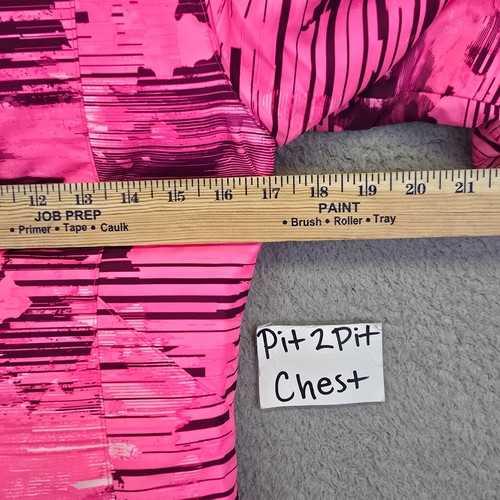 12 13 14 15 16 17 18 19 20 21
JOB PREP
• Primer • Tape • Caulk
PAINT
• Brush • Roller • Tray
Pit 2 Pit
Chest